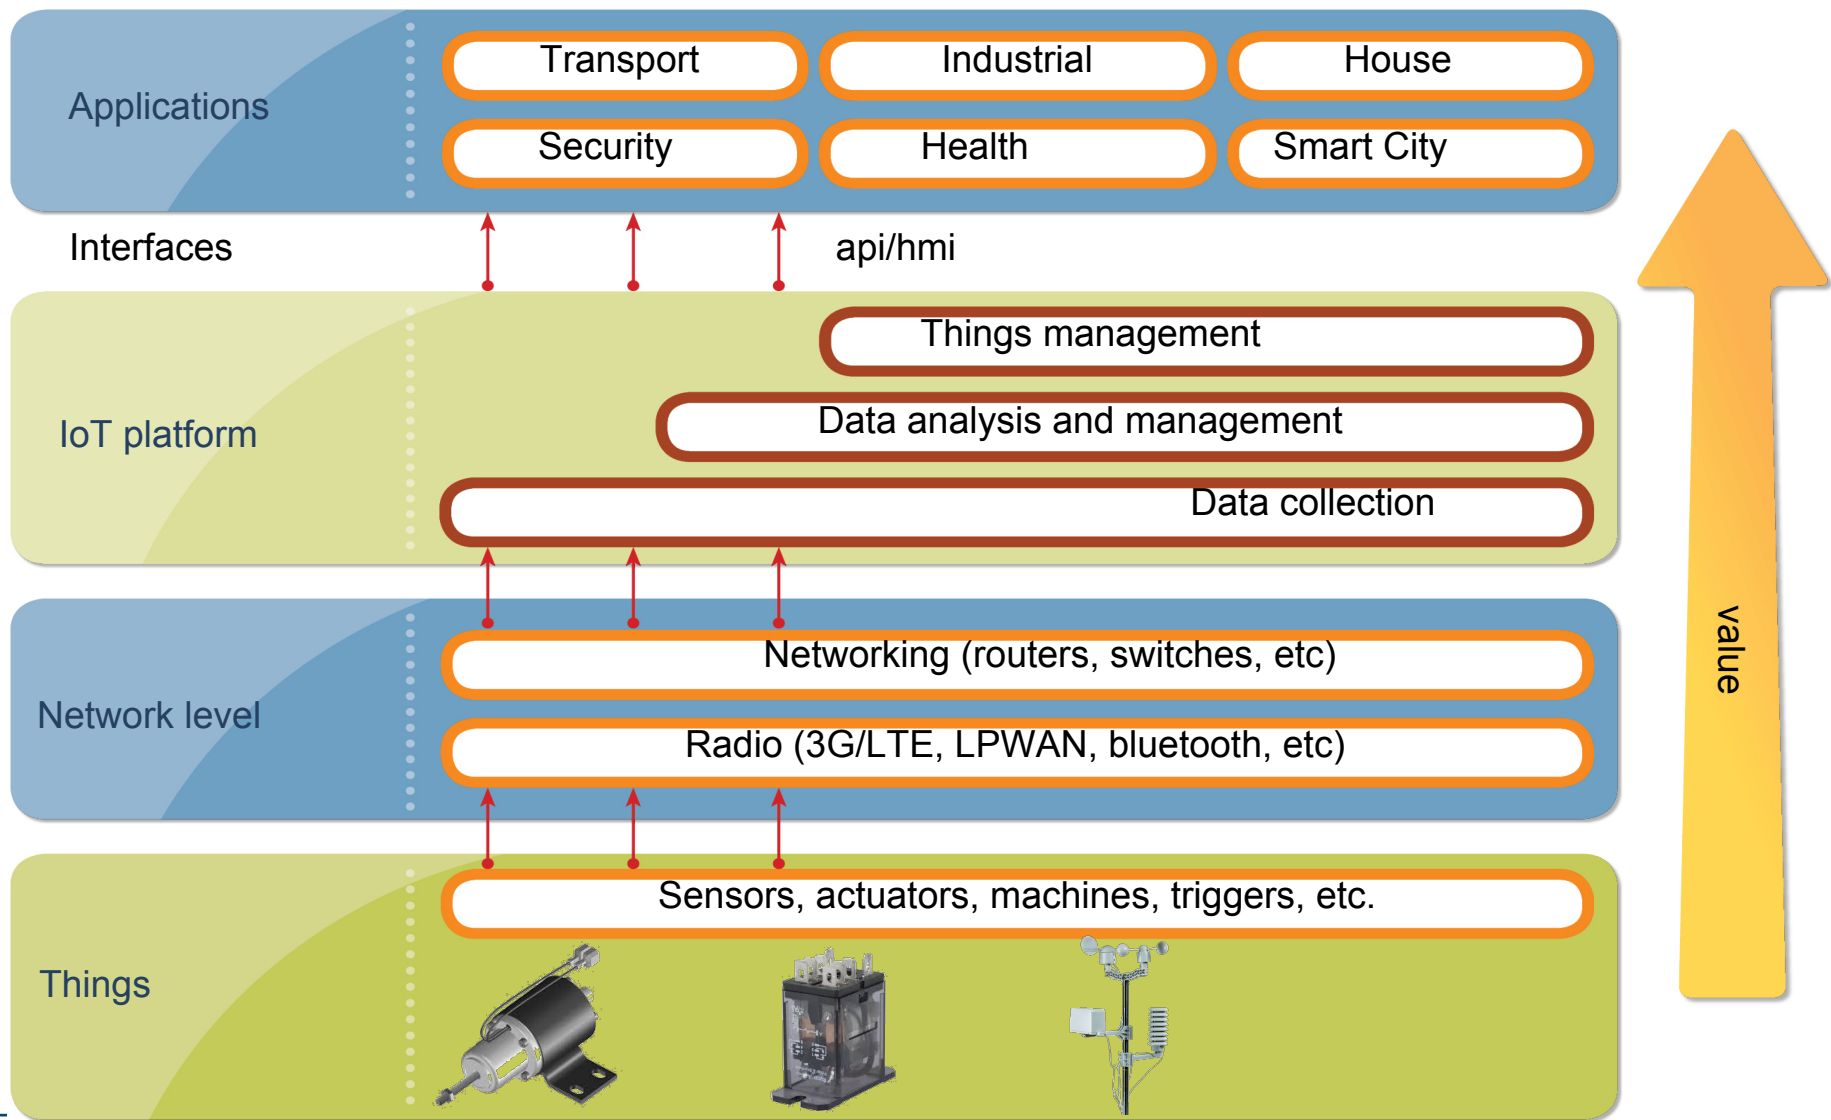 Applications
Transport
Industrial
House
Security
Health
Smart City
Interfaces
api/hmi
IoT platform
Things management
Data analysis and management
Data collection
Network level
Networking (routers, switches, etc)
Radio (3G/LTE, LPWAN, bluetooth, etc)
Things
Sensors, actuators, machines, triggers, etc.
value